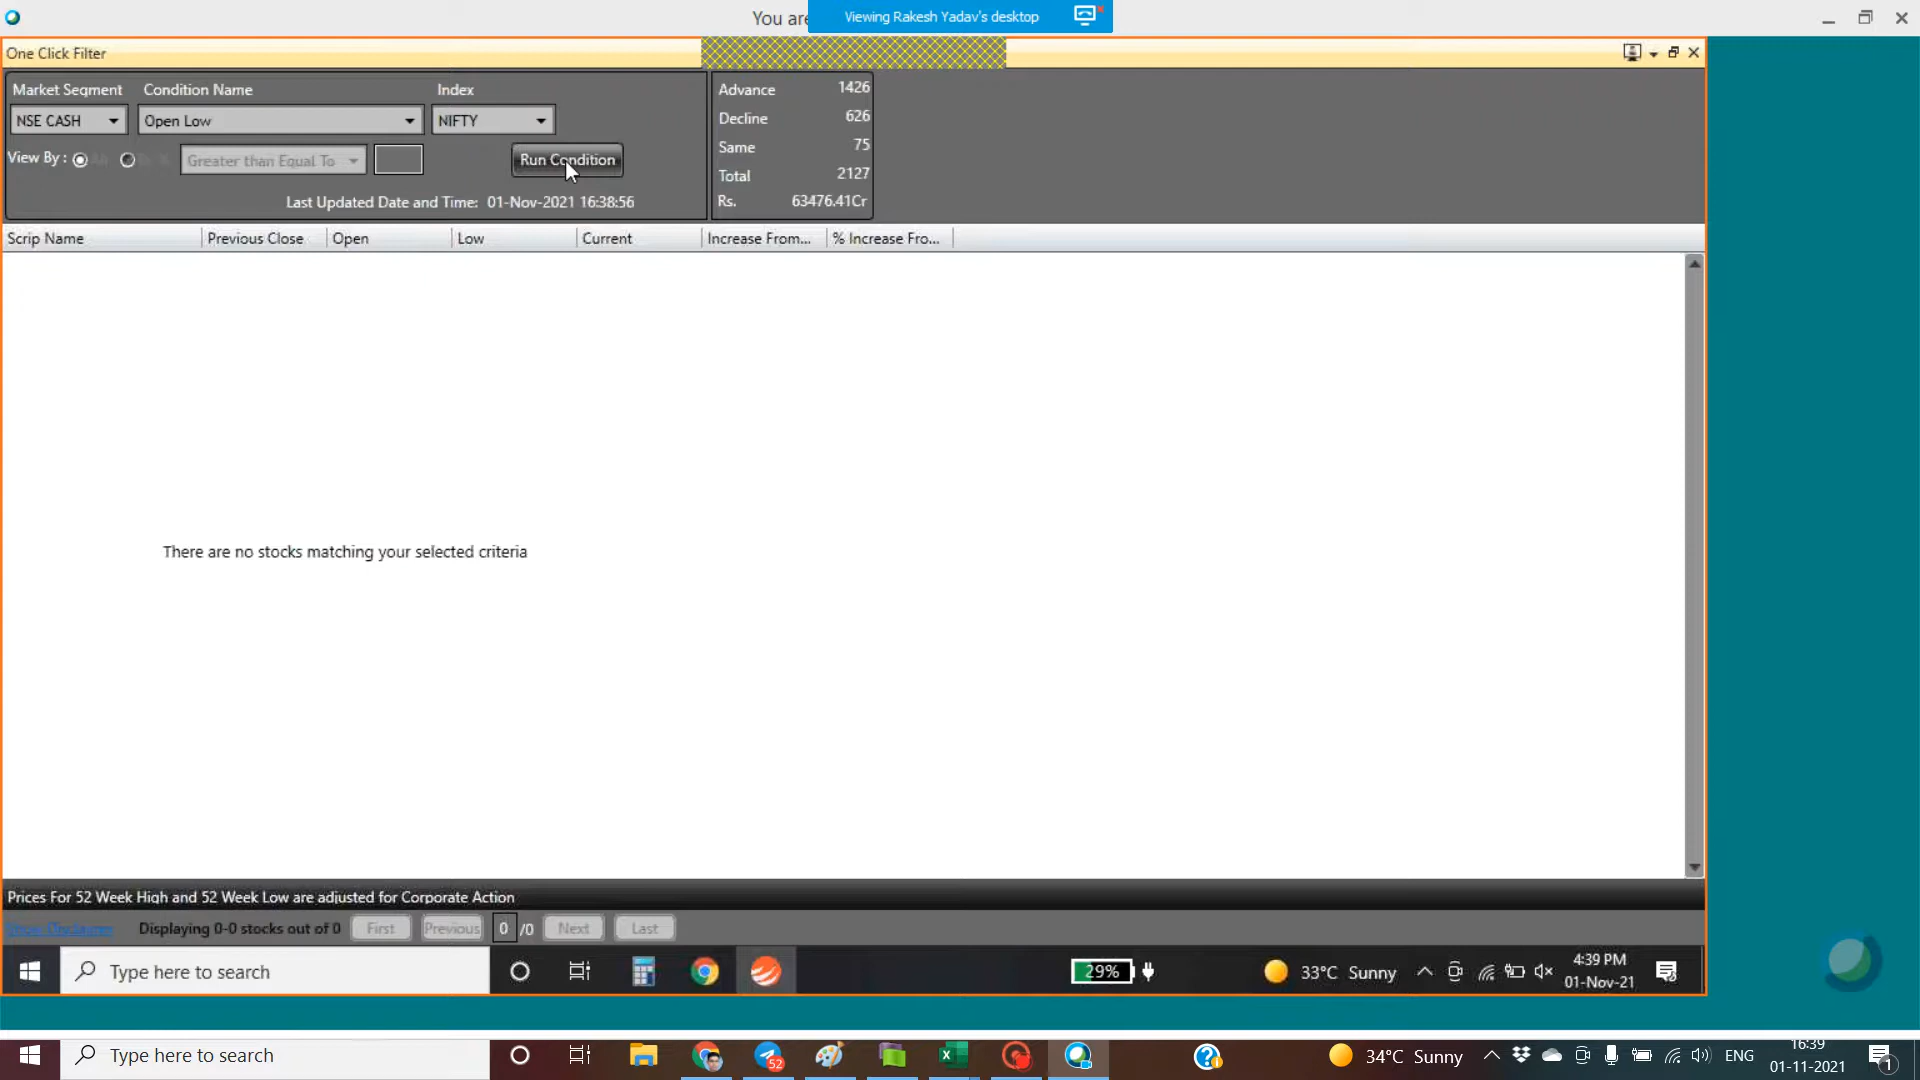 You are
Viewing Rakesh Yadav's desktop
One Click Filter
Market Segment Condition Name Index
NSE CASH Open Low NIFTY
View By : Greater than Equal To Run Condition
Last Updated Date and Time: 01-Nov-2021 16:38:56
Advance 1426
Decline 626
Same 75
Total 2127
Rs. 63476.41Cr
Scrip Name Previous Close Open Low Current Increase From... % Increase Fro...
There are no stocks matching your selected criteria
Prices For 52 Week High and 52 Week Low are adjusted for Corporate Action
Displaying 0-0 stocks out of 0 First Previous 0 /0 Next Last
Type here to search 29% 33°C Sunny 4:39 PM
01-Nov-21
Type here to search 52 34°C Sunny ENG 16:39
01-11-2021 1